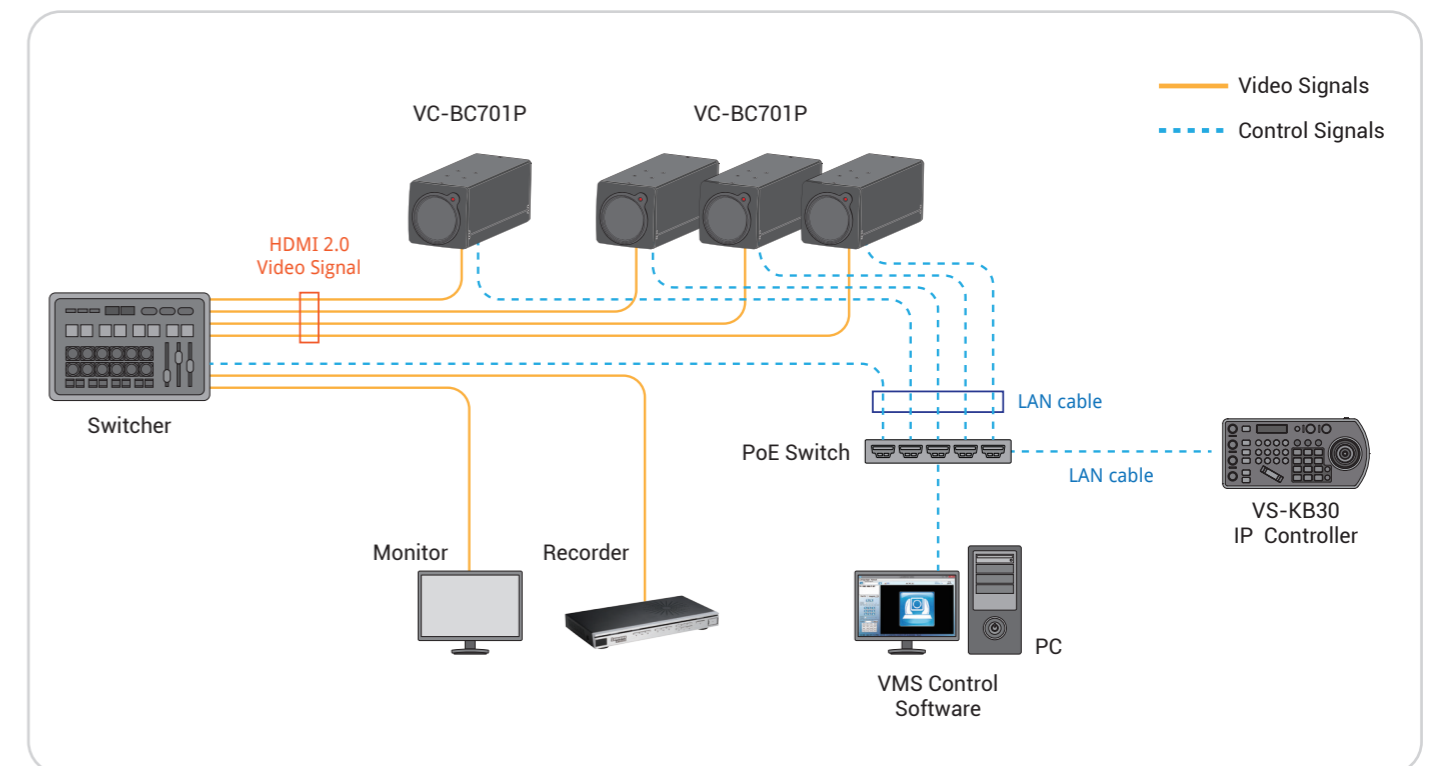 Video Signals
Control Signals
VC-BC701P
VC-BC701P
HDMI 2.0
Video Signal
Switcher
LAN cable
PoE Switch
LAN cable
VS-KB30
IP Controller
Monitor
Recorder
PC
VMS Control
Software